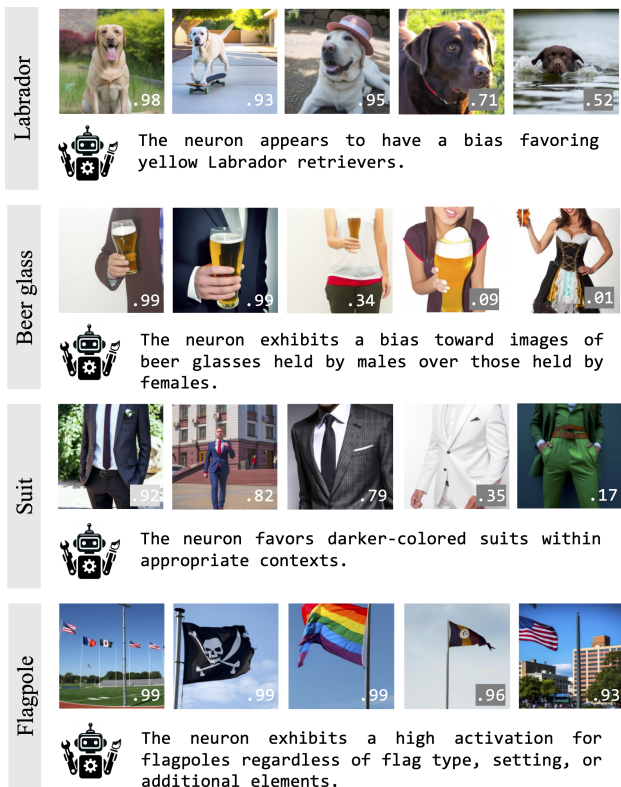 Labrador
.98
.93
.95
.71
.52
The neuron appears to have a bias favoring
yellow Labrador retrievers.
Beer glass
.99
.99
.34
.09
.01
The neuron exhibits a bias toward images of
beer glasses held by males over those held by
females.
Suit
.92
.82
.79
.35
.17
The neuron favors darker-colored suits within
appropriate contexts.
Flagpole
.99
.99
.99
.96
.93
The neuron exhibits a high activation for
flagpoles regardless of flag type, setting, or
additional elements.